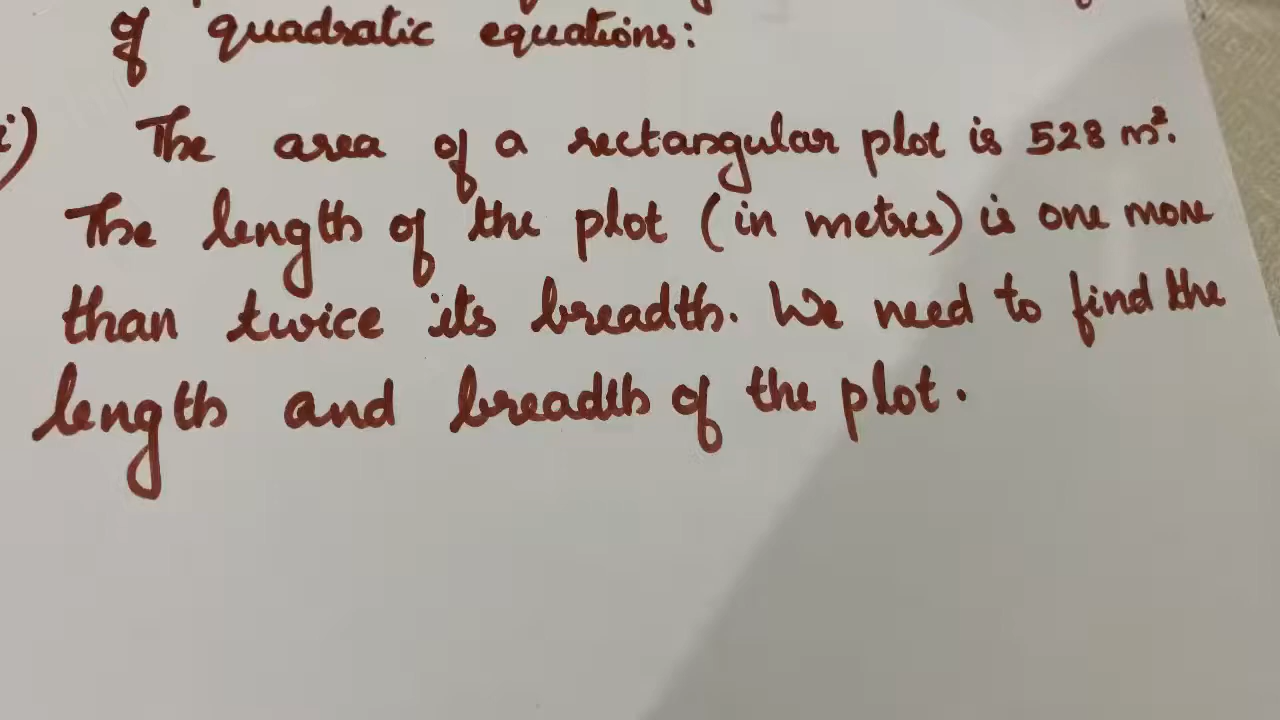 of quadratic equations:
i) The area of a rectangular plot is 528 m².
The length of the plot (in metres) is one more
than twice its breadth. We need to find the
length and breadth of the plot.